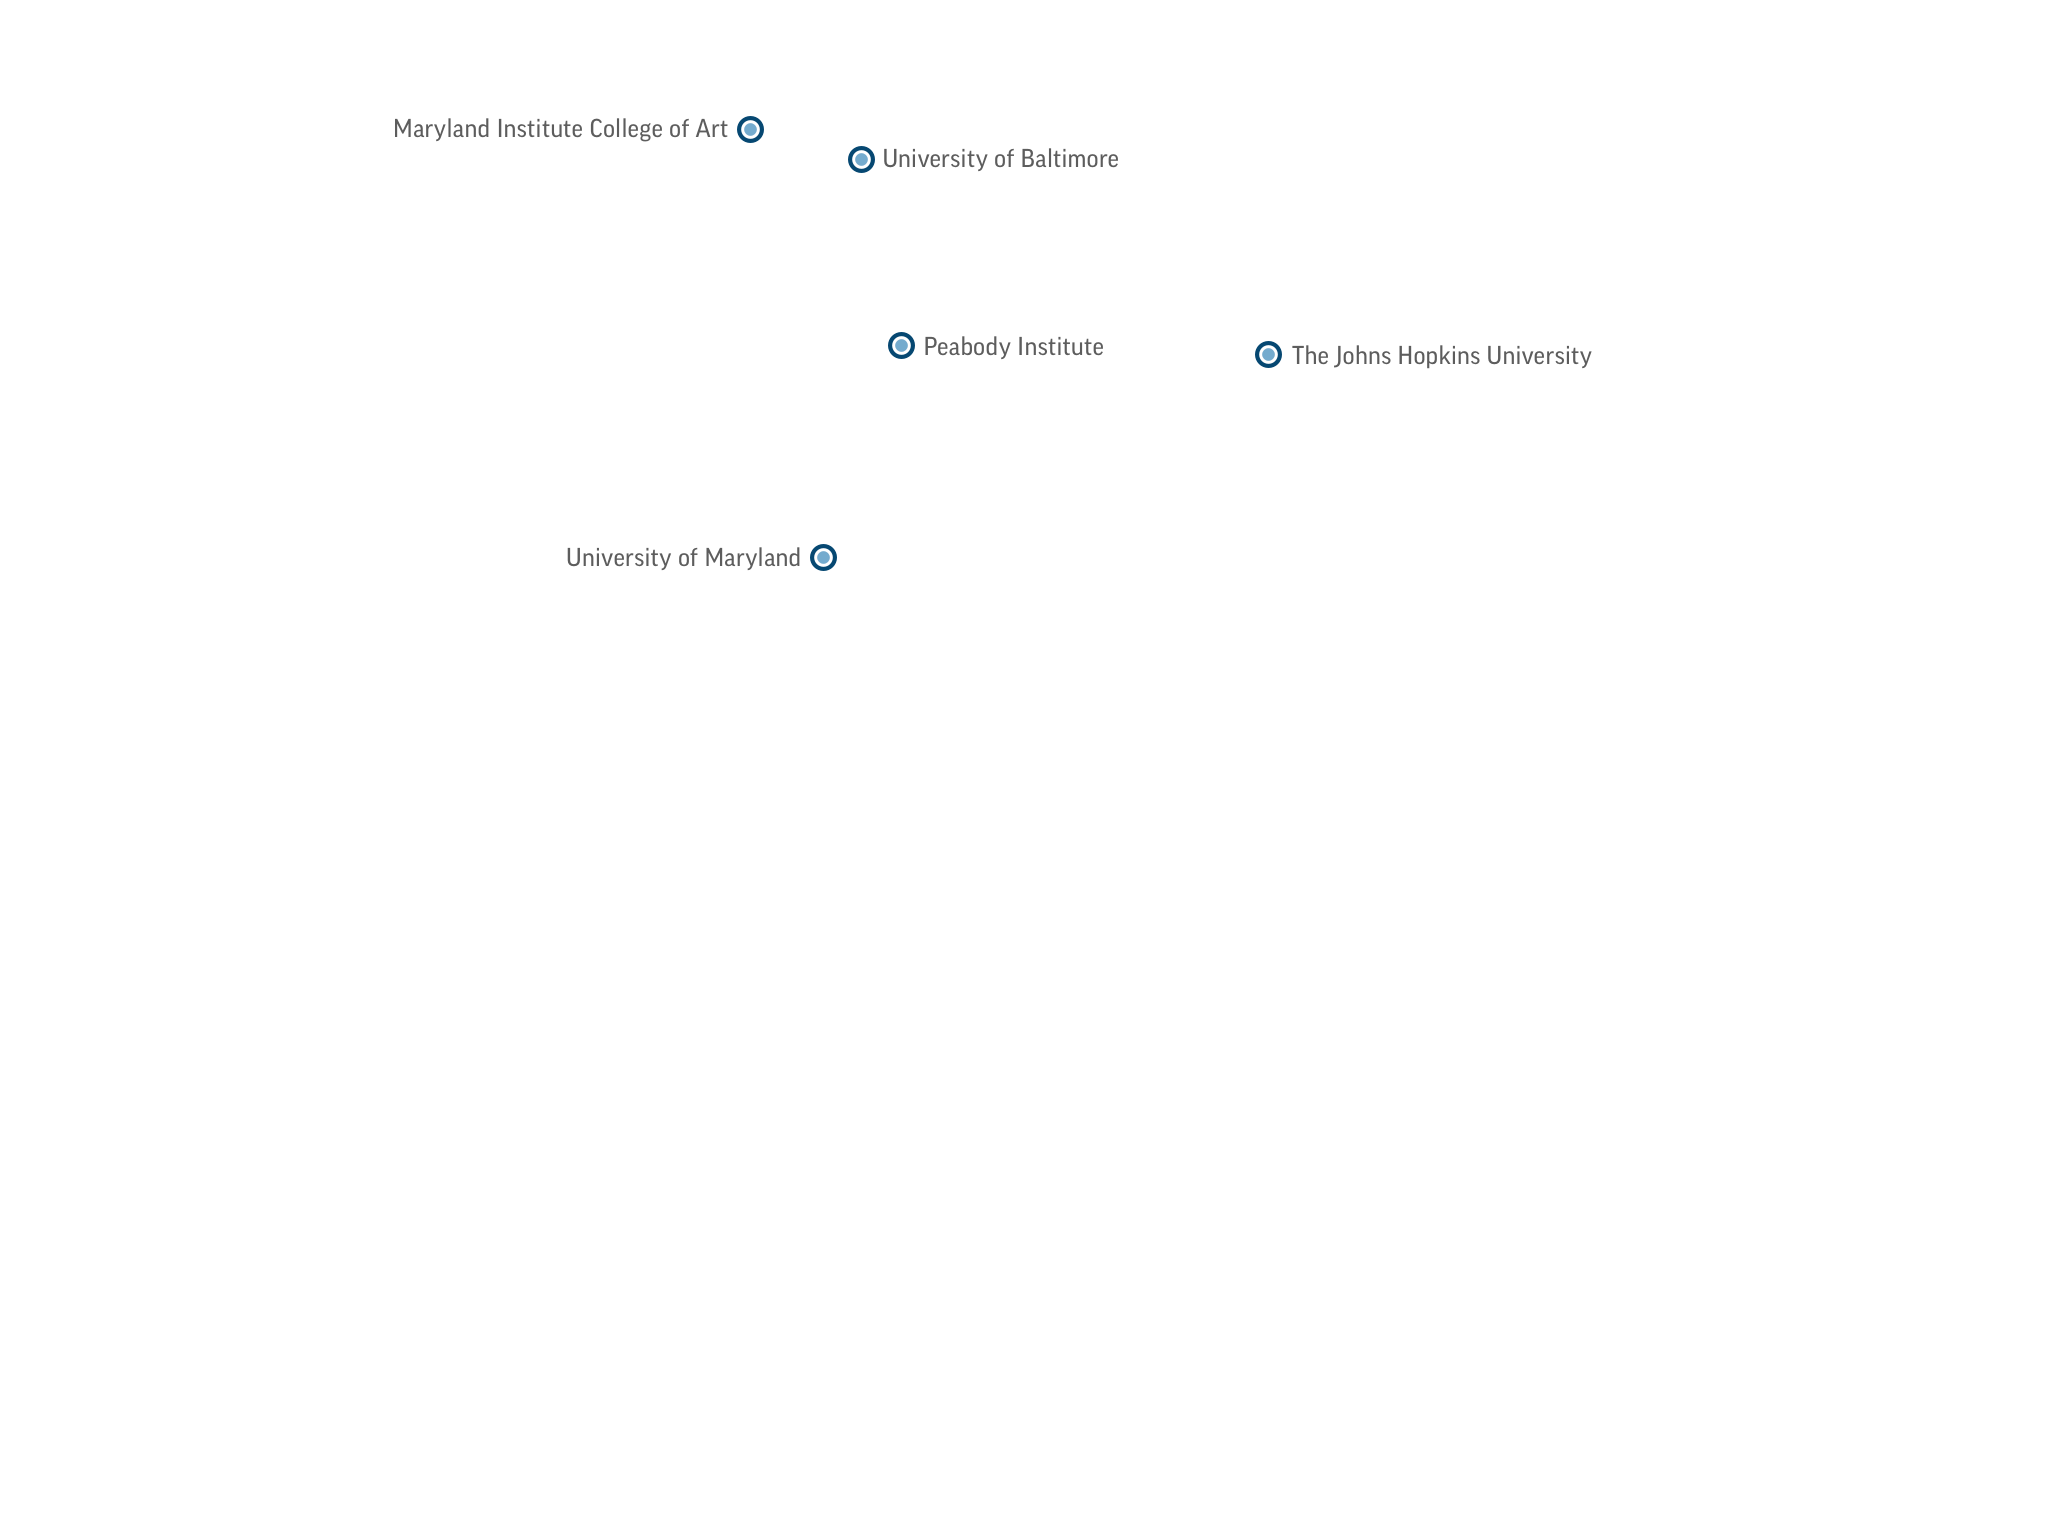 Maryland Institute College of Art
University of Baltimore
Peabody Institute
The Johns Hopkins University
University of Maryland